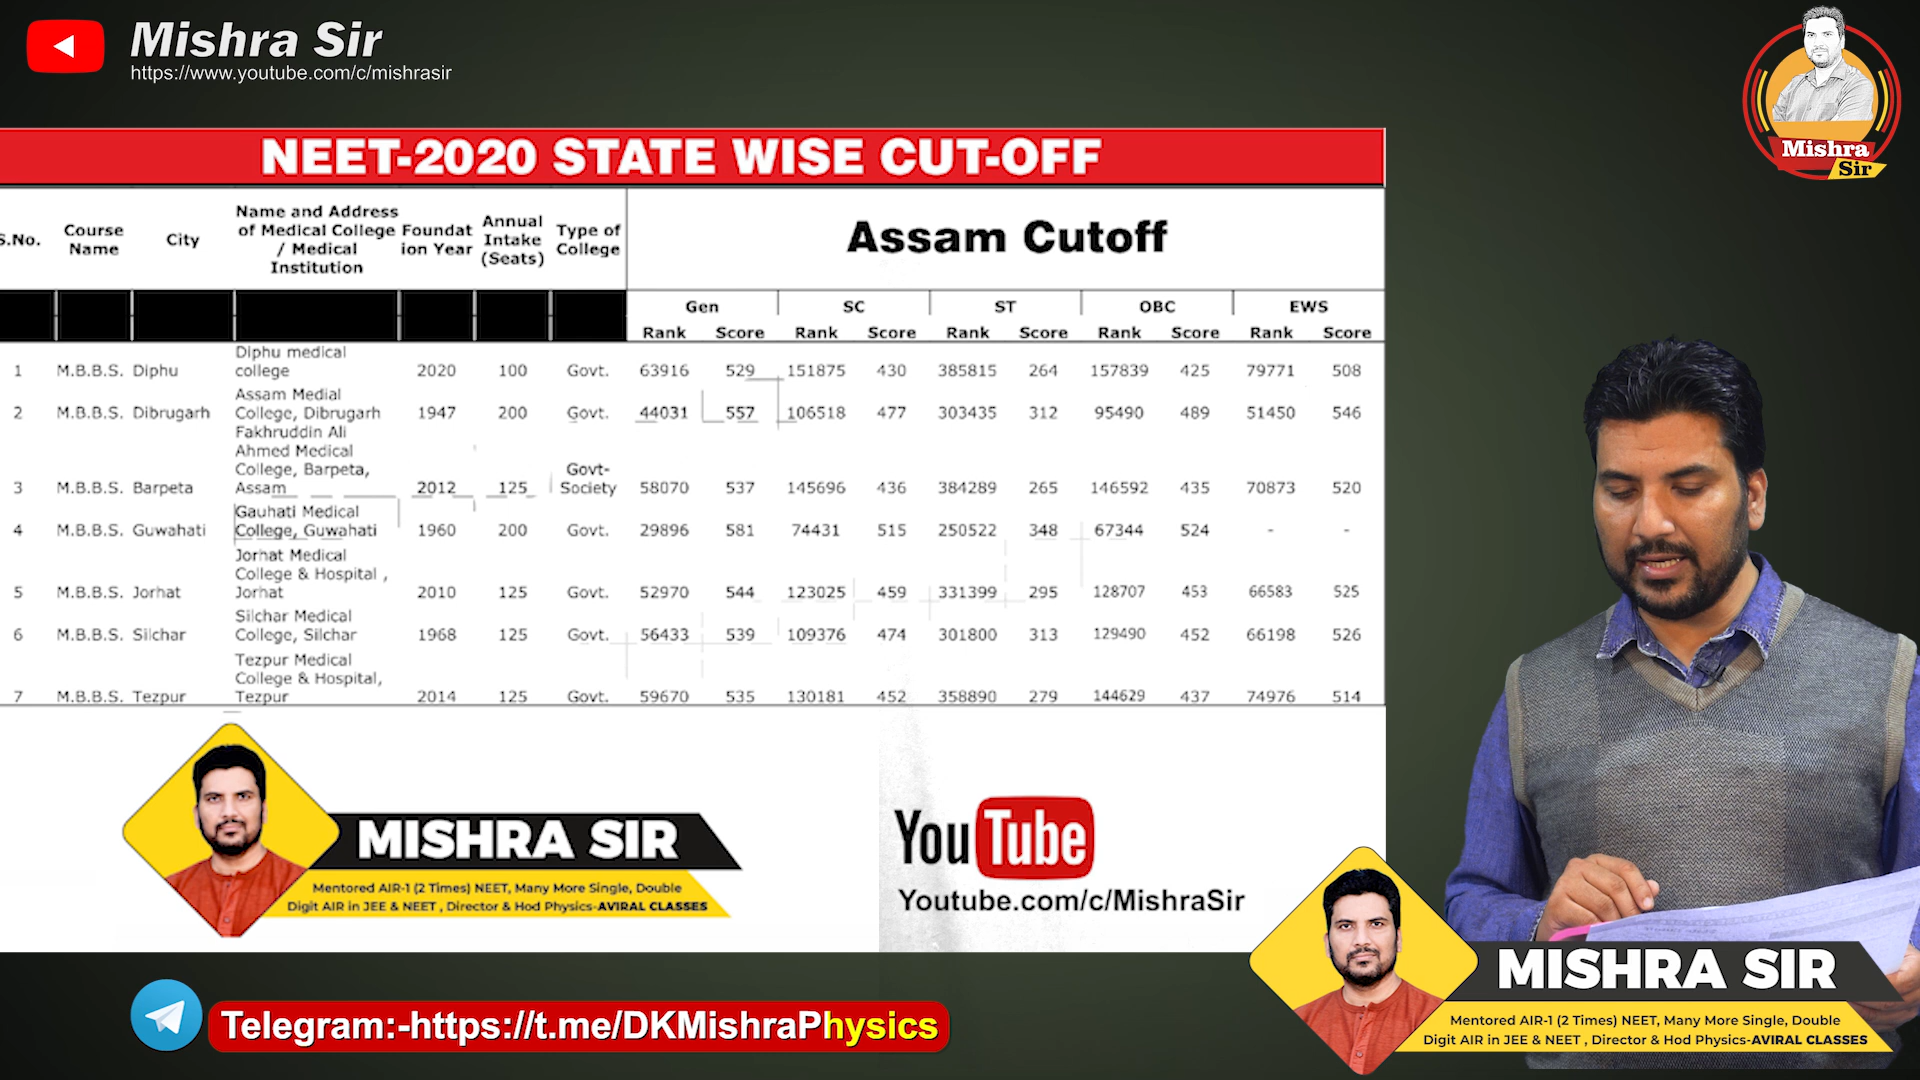 Mishra Sir
https://www.youtube.com/c/mishrasir
Mishra
Sir
NEET-2020 STATE WISE CUT-OFF
S.No. Course Name City Name and Address of Medical College / Medical Institution Foundation Year Annual Intake (Seats) Type of College Assam Cutoff
Gen SC ST OBC EWS
Rank Score Rank Score Rank Score Rank Score Rank Score
1 M.B.B.S. Diphu Diphu medical college 2020 100 Govt. 63916 529 151875 430 385815 264 157839 425 79771 508
2 M.B.B.S. Dibrugarh Assam Medial College, Dibrugarh 1947 200 Govt. 44031 557 106518 477 303435 312 95490 489 51450 546
3 M.B.B.S. Barpeta Fakhruddin Ali Ahmed Medical College, Barpeta, Assam 2012 125 Govt-Society 58070 537 145696 436 384289 265 146592 435 70873 520
4 M.B.B.S. Guwahati Gauhati Medical College, Guwahati 1960 200 Govt. 29896 581 74431 515 250522 348 67344 524 - -
5 M.B.B.S. Jorhat Jorhat Medical College & Hospital , Jorhat 2010 125 Govt. 52970 544 123025 459 331399 295 128707 453 66583 525
6 M.B.B.S. Silchar Silchar Medical College, Silchar 1968 125 Govt. 56433 539 109376 474 301800 313 129490 452 66198 526
7 M.B.B.S. Tezpur Tezpur Medical College & Hospital, Tezpur 2014 125 Govt. 59670 535 130181 452 358890 279 144629 437 74976 514
MISHRA SIR
Mentored AIR-1 (2 Times) NEET, Many More Single, Double
Digit AIR in JEE & NEET , Director & Hod Physics-AVIRAL CLASSES
YouTube
Youtube.com/c/MishraSir
Telegram:-https://t.me/DKMishraPhysics
MISHRA SIR
Mentored AIR-1 (2 Times) NEET, Many More Single, Double
Digit AIR in JEE & NEET , Director & Hod Physics-AVIRAL CLASSES